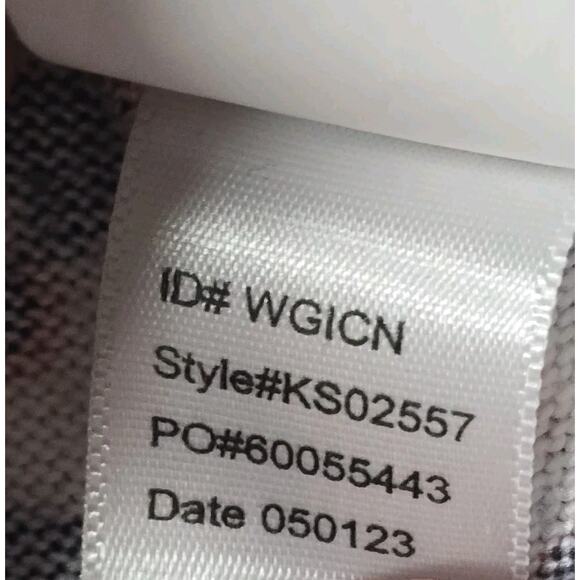 ID# WGICN
Style#KS02557
PO#60055443
Date 050123